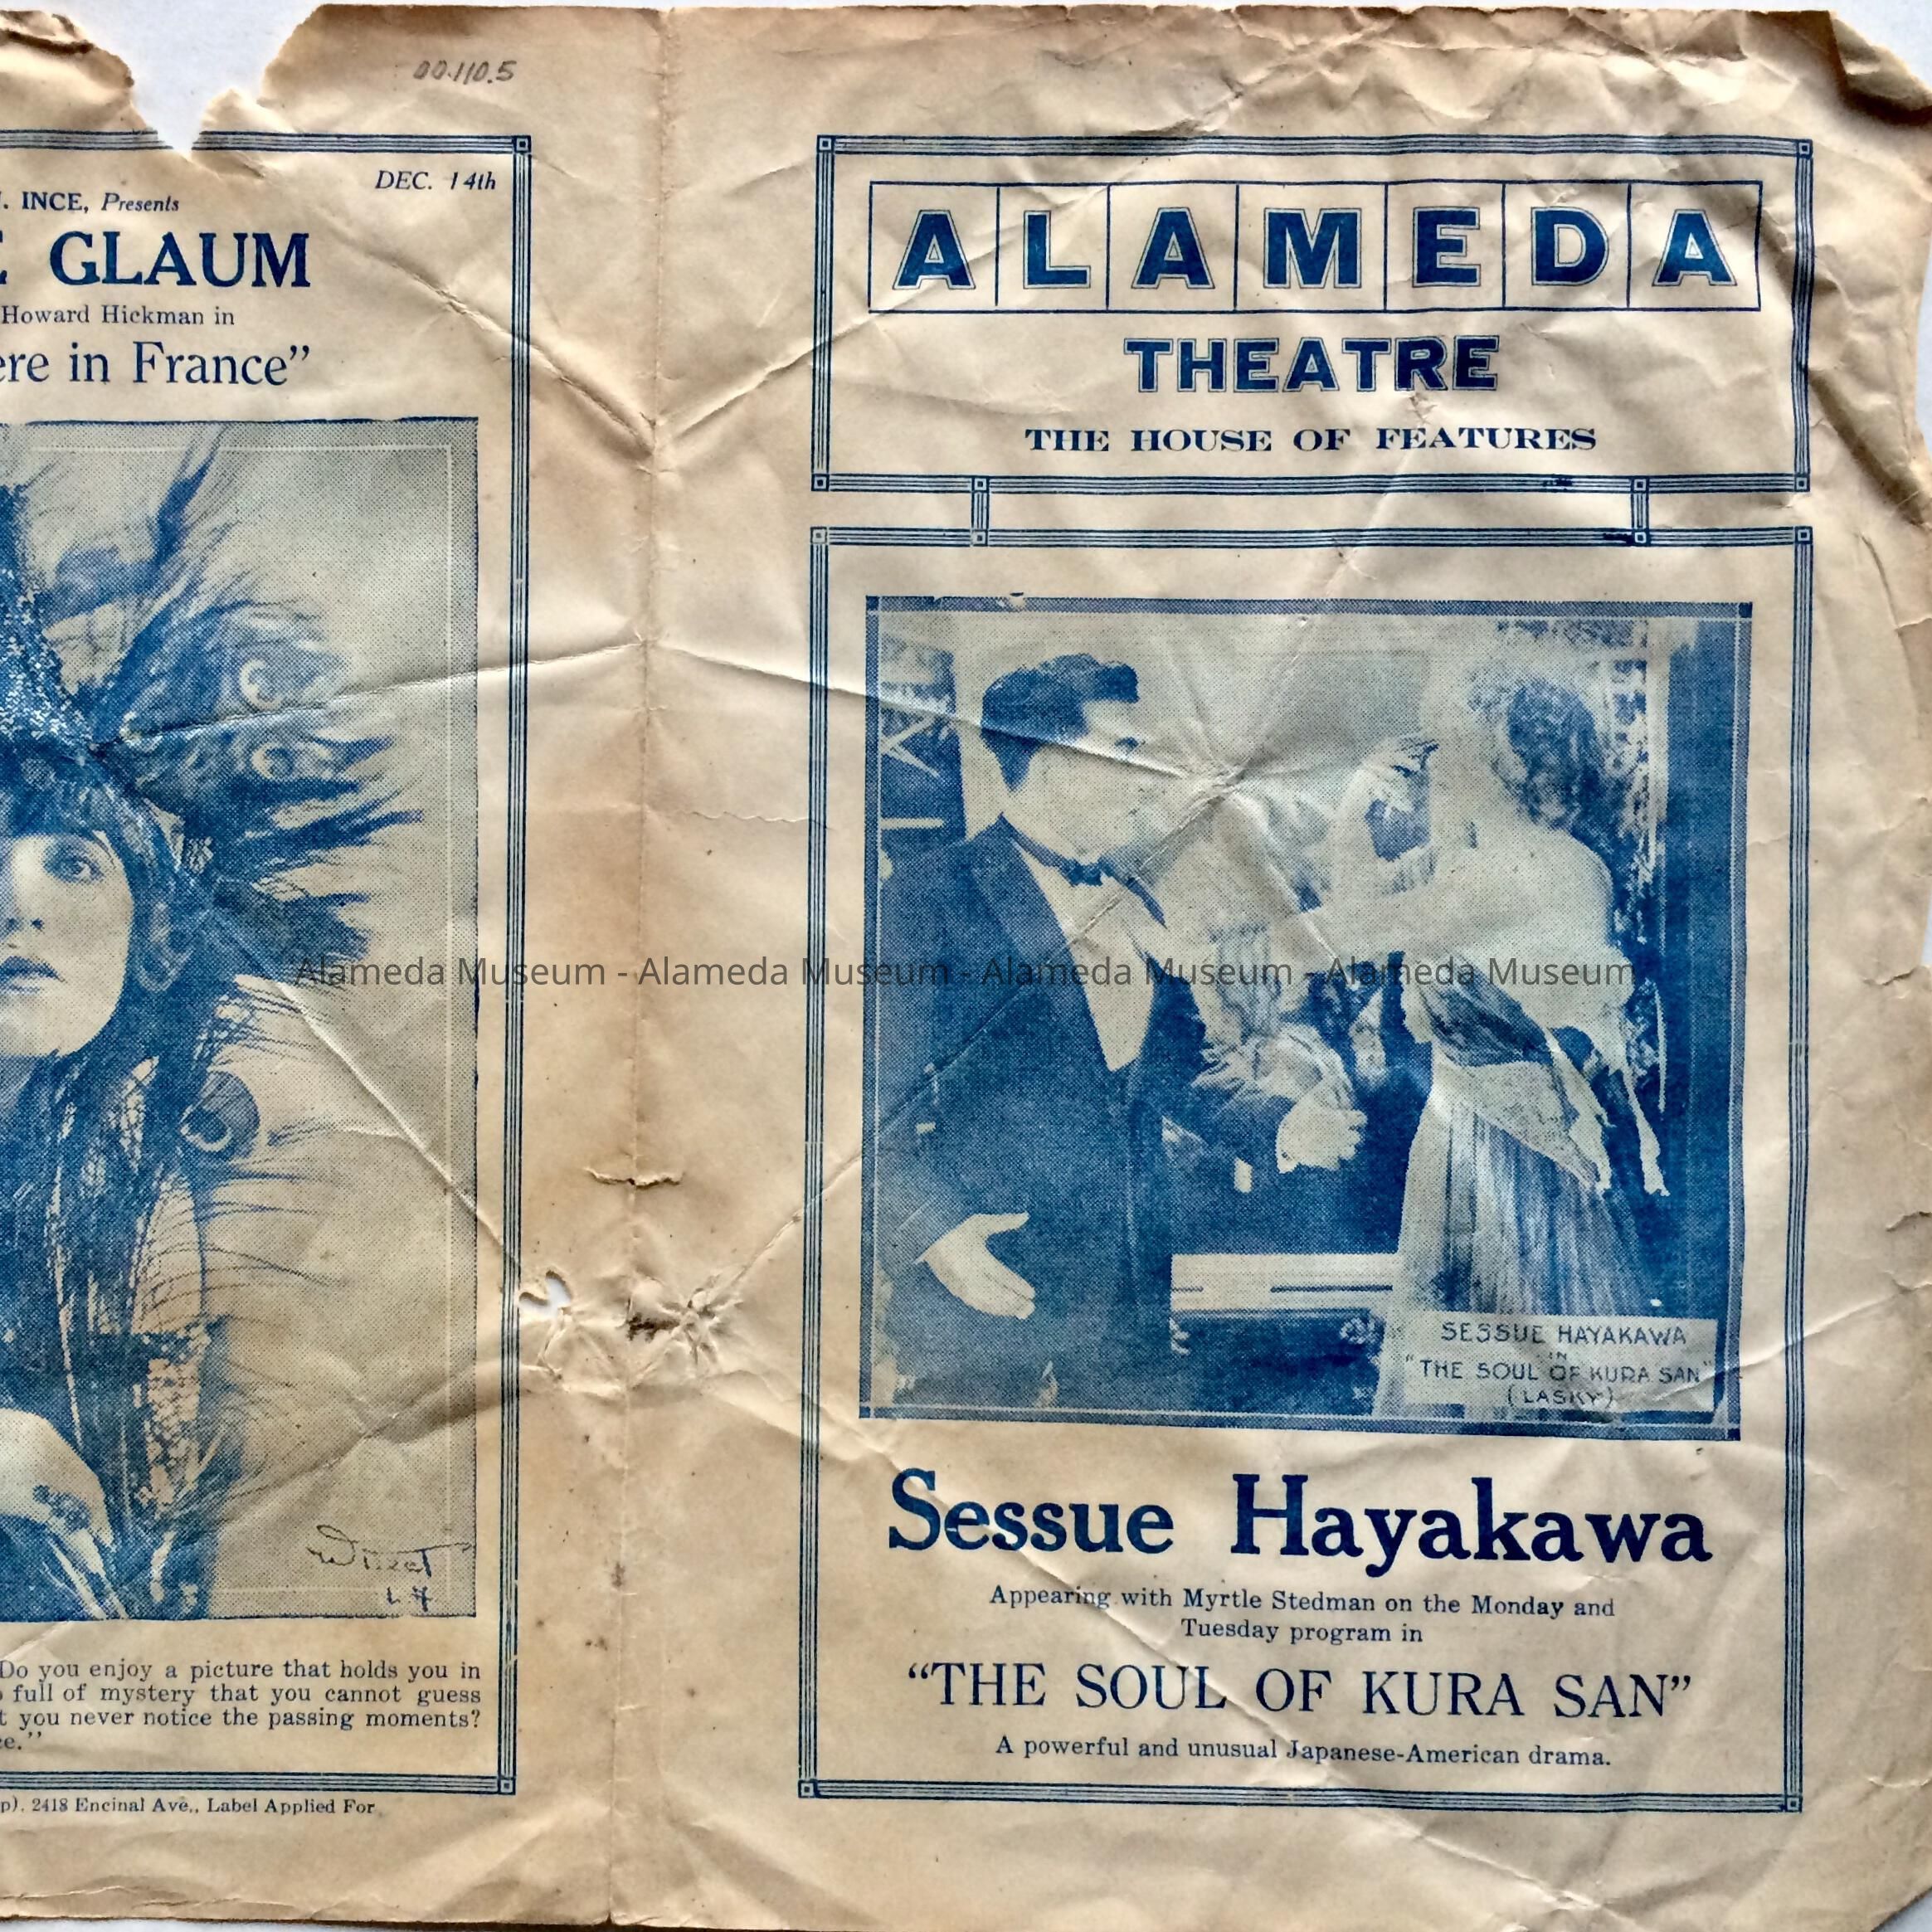 00.110.5
DEC. 14th
. INCE, Presents
E GLAUM
Howard Hickman in
ere in France”
Do you enjoy a picture that holds you in
full of mystery that you cannot guess
t you never notice the passing moments?
ce.’’
p). 2418 Encinal Ave., Label Applied For
ALAMEDA
THEATRE
THE HOUSE OF FEATURES
Alameda Museum - Alameda Museum - Alameda Museum - Alameda Museum
SESSUE HAYAKAWA
IN
“THE SOUL OF KURA SAN”
(LASKY)
Sessue Hayakawa
Appearing with Myrtle Stedman on the Monday and
Tuesday program in
“THE SOUL OF KURA SAN”
A powerful and unusual Japanese-American drama.